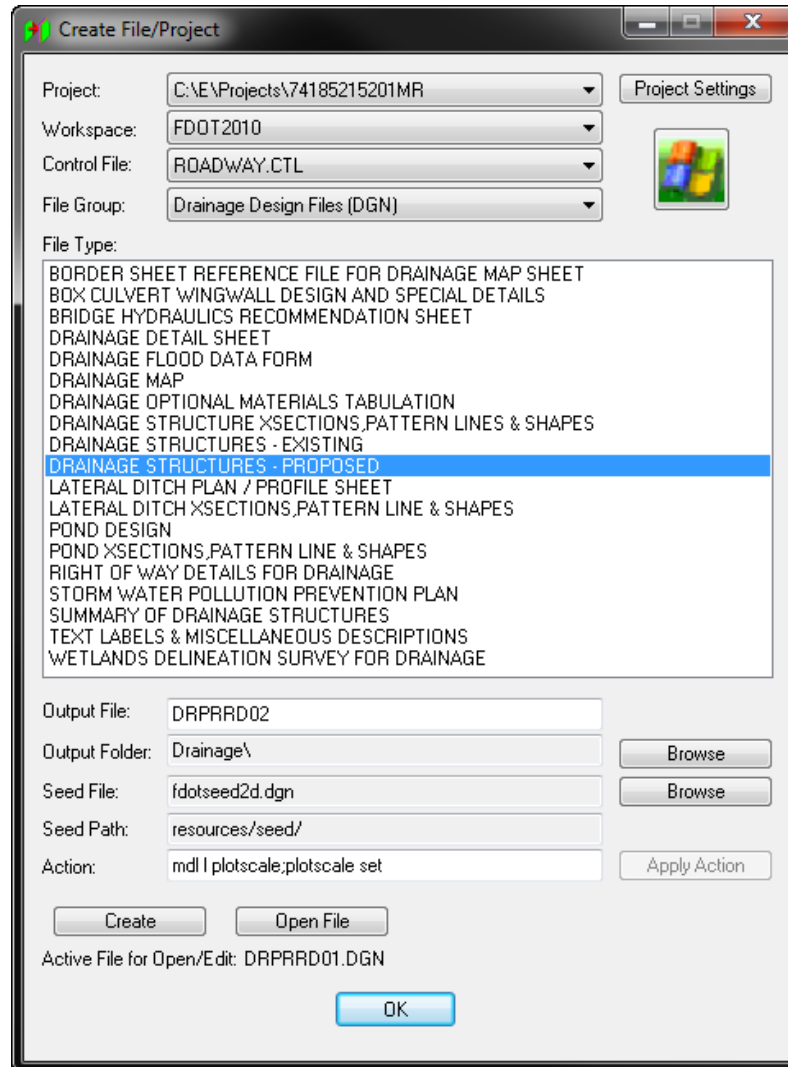 Create File/Project
Project: C:\E\Projects\74185215201MR Project Settings
Workspace: FDOT2010
Control File: ROADWAY.CTL
File Group: Drainage Design Files (DGN)
File Type:
BORDER SHEET REFERENCE FILE FOR DRAINAGE MAP SHEET
BOX CULVERT WINGWALL DESIGN AND SPECIAL DETAILS
BRIDGE HYDRAULICS RECOMMENDATION SHEET
DRAINAGE DETAIL SHEET
DRAINAGE FLOOD DATA FORM
DRAINAGE MAP
DRAINAGE OPTIONAL MATERIALS TABULATION
DRAINAGE STRUCTURE XSECTIONS,PATTERN LINES & SHAPES
DRAINAGE STRUCTURES - EXISTING
DRAINAGE STRUCTURES - PROPOSED
LATERAL DITCH PLAN / PROFILE SHEET
LATERAL DITCH XSECTIONS,PATTERN LINE & SHAPES
POND DESIGN
POND XSECTIONS,PATTERN LINE & SHAPES
RIGHT OF WAY DETAILS FOR DRAINAGE
STORM WATER POLLUTION PREVENTION PLAN
SUMMARY OF DRAINAGE STRUCTURES
TEXT LABELS & MISCELLANEOUS DESCRIPTIONS
WETLANDS DELINEATION SURVEY FOR DRAINAGE
Output File: DRPRRD02
Output Folder: Drainage\ Browse
Seed File: fdotseed2d.dgn Browse
Seed Path: resources/seed/
Action: mdl l plotscale;plotscale set Apply Action
Create Open File
Active File for Open/Edit: DRPRRD01.DGN
OK